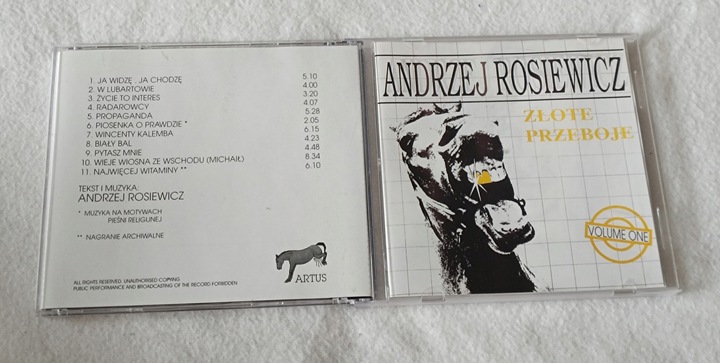 1. JA WIDZĘ , JA CHODZĘ 5.10
2. W LUBARTOWIE 4.00
3. ŻYCIE TO INTERES 3.20
4. RADAROWCY 4.07
5. PROPAGANDA 5.28
6. PIOSENKA O PRAWDZIE * 2.05
7. WINCENTY KALEMBA 6.15
8. BIAŁY BAL 4.23
9. PYTASZ MNIE 4.48
10. WIEJE WIOSNA ZE WSCHODU (MICHAIŁ) 8.34
11. NAJWIĘCEJ WITAMINY ** 6.10
TEKST I MUZYKA:
ANDRZEJ ROSIEWICZ
* MUZYKA NA MOTYWACH
PIEŚNI RELIGIJNEJ
** NAGRANIE ARCHIWALNE
ARTUS
ALL RIGHTS RESERVED. UNAUTHORISED COPYING
PUBLIC PERFORMANCE AND BROADCASTING OF THE RECORD FORBIDDEN
ANDRZEJ ROSIEWICZ
ZŁOTE
PRZEBOJE
VOLUME ONE